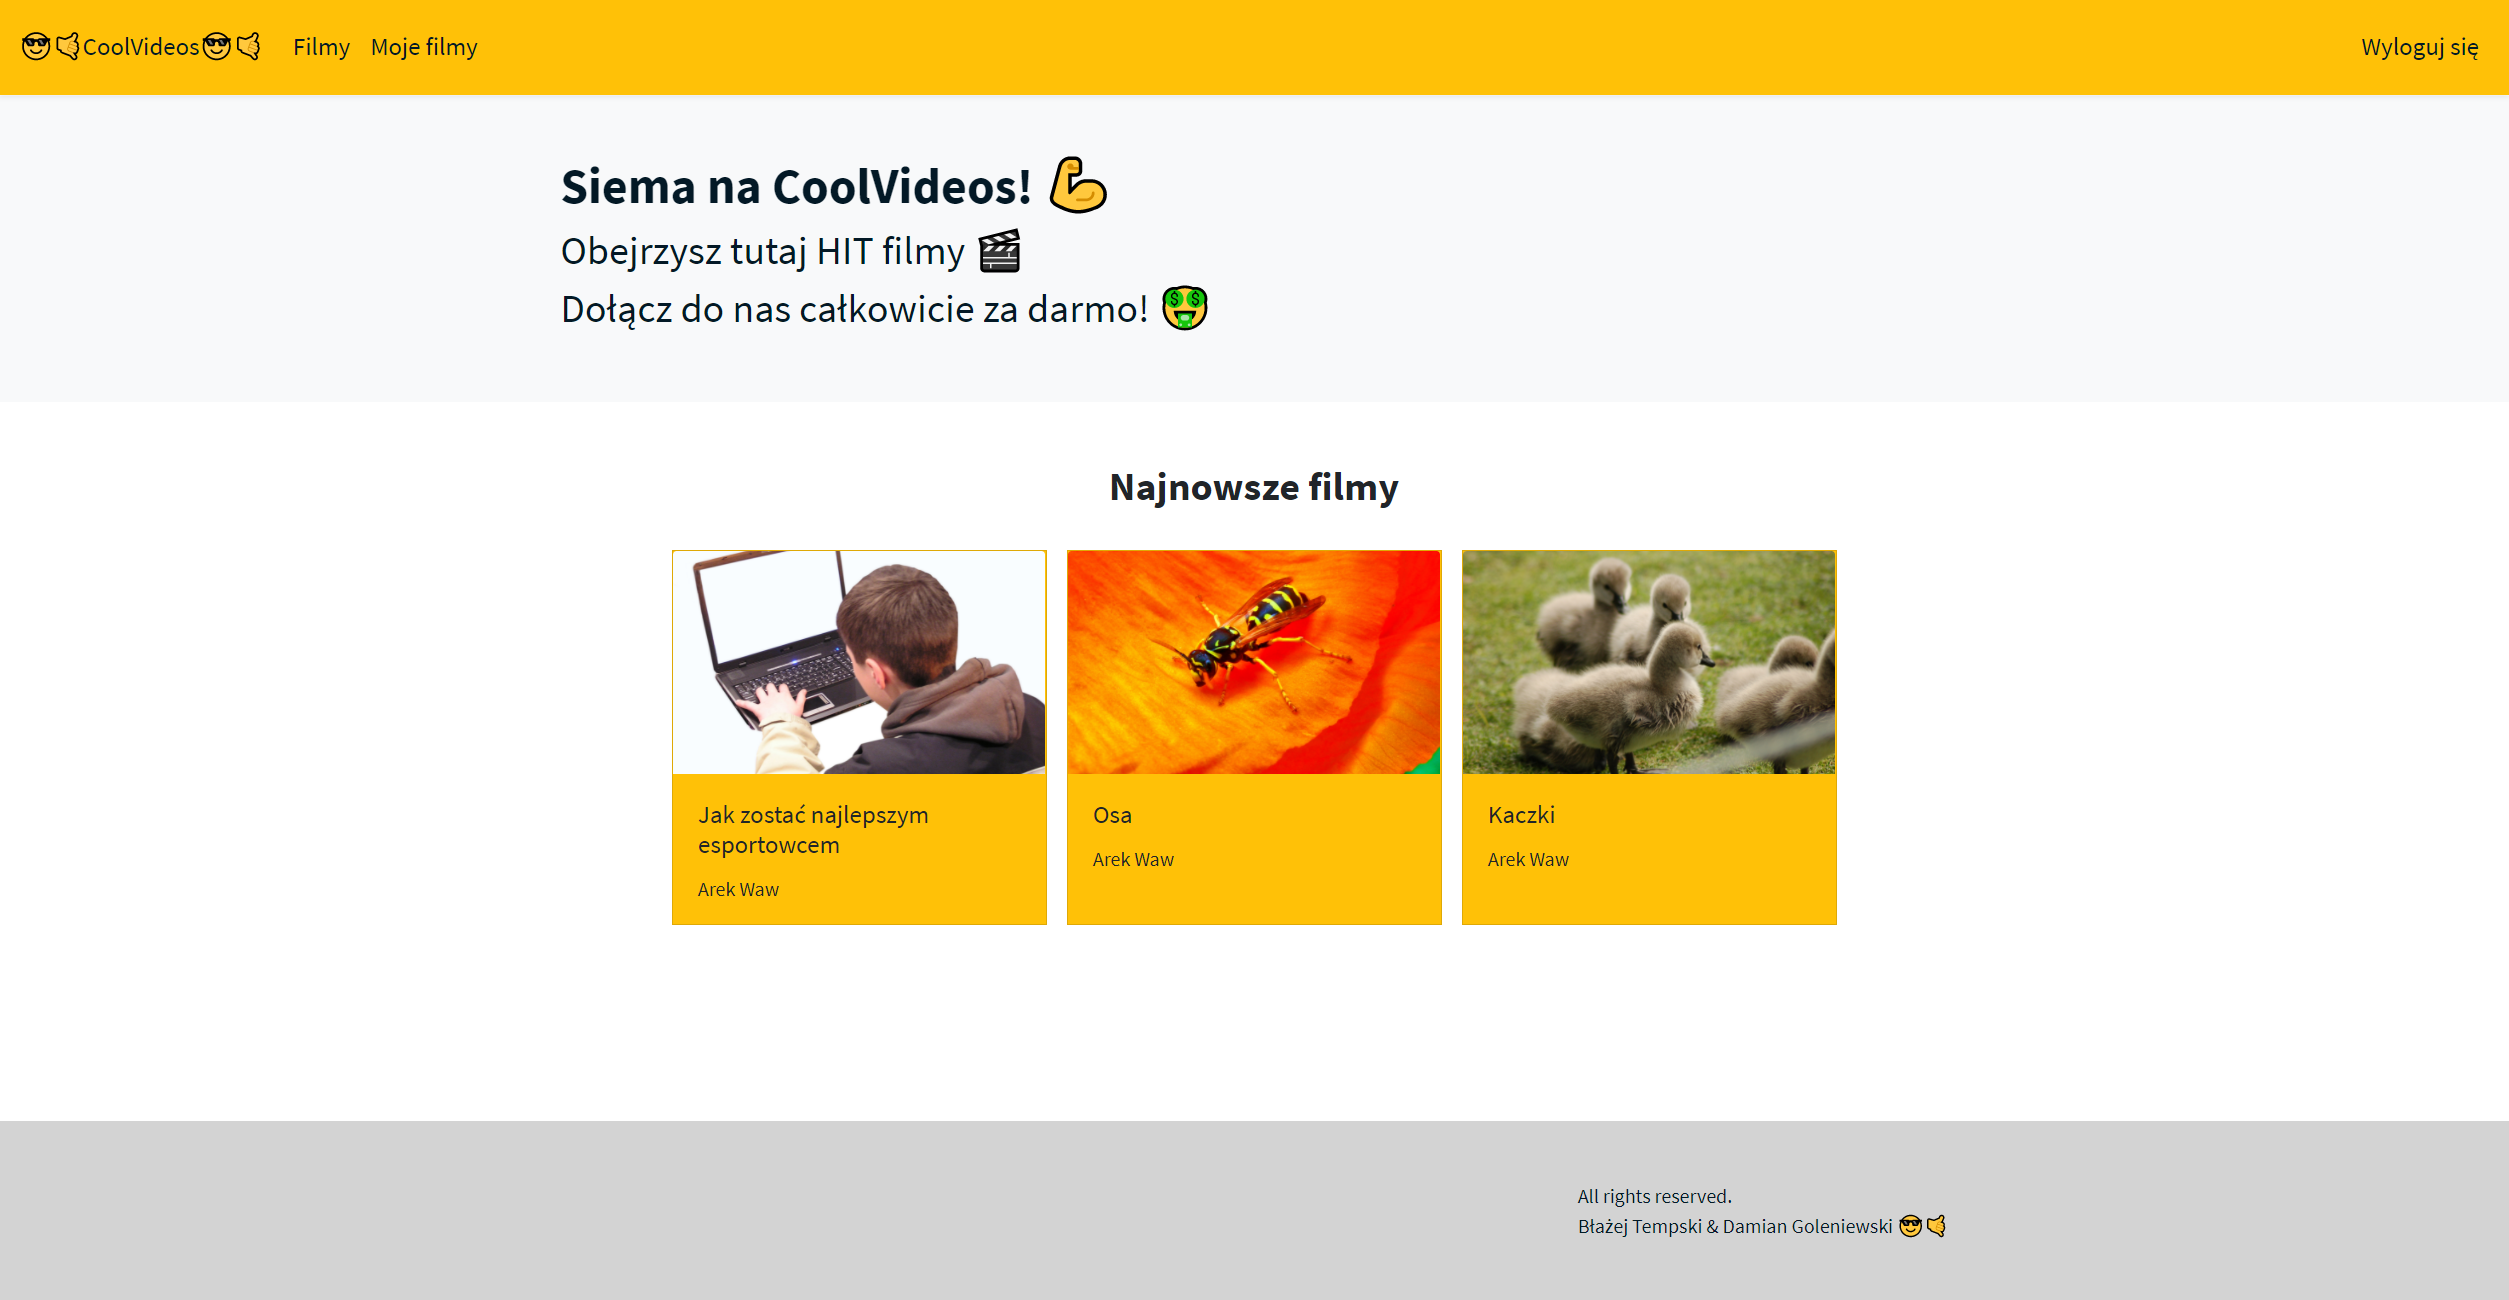 😎🤙CoolVideos😎🤙 Filmy Moje filmy Wyloguj się
Siema na CoolVideos! 💪
Obejrzysz tutaj HIT filmy 🎬
Dołącz do nas całkowicie za darmo! 🤑
Najnowsze filmy
Jak zostać najlepszym
esportowcem
Arek Waw
Osa
Arek Waw
Kaczki
Arek Waw
All rights reserved.
Błażej Tempski & Damian Goleniewski 😎🤙